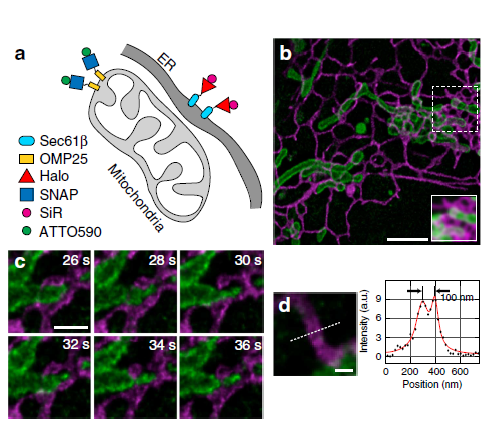 a
ER
Mitochondria
Sec61β
OMP25
Halo
SNAP
SiR
ATTO590
b
c
26 s
28 s
30 s
32 s
34 s
36 s
d
100 nm
Intensity (a.u.)
9
6
3
0
0 200 400 600
Position (nm)